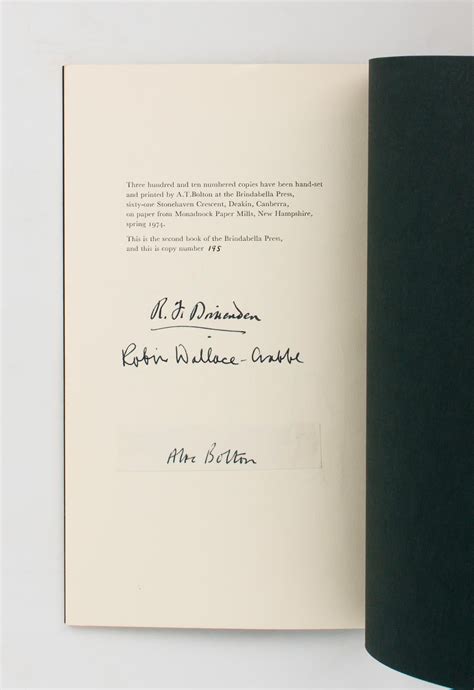 Three hundred and ten numbered copies have been hand-set
and printed by A.T.Bolton at the Brindabella Press,
sixty-one Stonehaven Crescent, Deakin, Canberra,
on paper from Monadnock Paper Mills, New Hampshire,
spring 1974.
This is the second book of the Brindabella Press,
and this is copy number 195
R. F. Brissenden
Robin Wallace-Crabbe
Alec Bolton